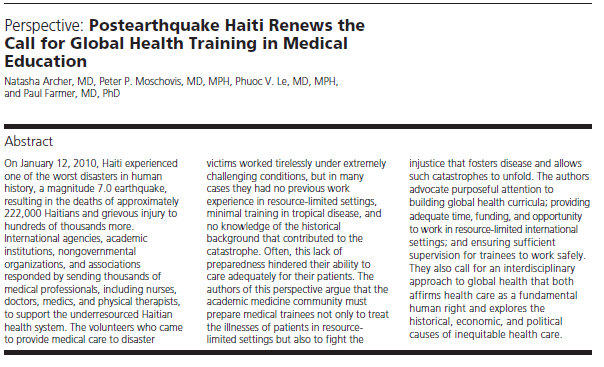 Perspective: Postearthquake Haiti Renews the
Call for Global Health Training in Medical
Education
Natasha Archer, MD, Peter P. Moschovis, MD, MPH, Phuoc V. Le, MD, MPH,
and Paul Farmer, MD, PhD
Abstract
On January 12, 2010, Haiti experienced
one of the worst disasters in human
history, a magnitude 7.0 earthquake,
resulting in the deaths of approximately
222,000 Haitians and grievous injury to
hundreds of thousands more.
International agencies, academic
institutions, nongovernmental
organizations, and associations
responded by sending thousands of
medical professionals, including nurses,
doctors, medics, and physical therapists,
to support the underresourced Haitian
health system. The volunteers who came
to provide medical care to disaster
victims worked tirelessly under extremely
challenging conditions, but in many
cases they had no previous work
experience in resource-limited settings,
minimal training in tropical disease, and
no knowledge of the historical
background that contributed to the
catastrophe. Often, this lack of
preparedness hindered their ability to
care adequately for their patients. The
authors of this perspective argue that the
academic medicine community must
prepare medical trainees not only to treat
the illnesses of patients in resource-
limited settings but also to fight the
injustice that fosters disease and allows
such catastrophes to unfold. The authors
advocate purposeful attention to
building global health curricula; providing
adequate time, funding, and opportunity
to work in resource-limited international
settings; and ensuring sufficient
supervision for trainees to work safely.
They also call for an interdisciplinary
approach to global health that both
affirms health care as a fundamental
human right and explores the
historical, economic, and political
causes of inequitable health care.